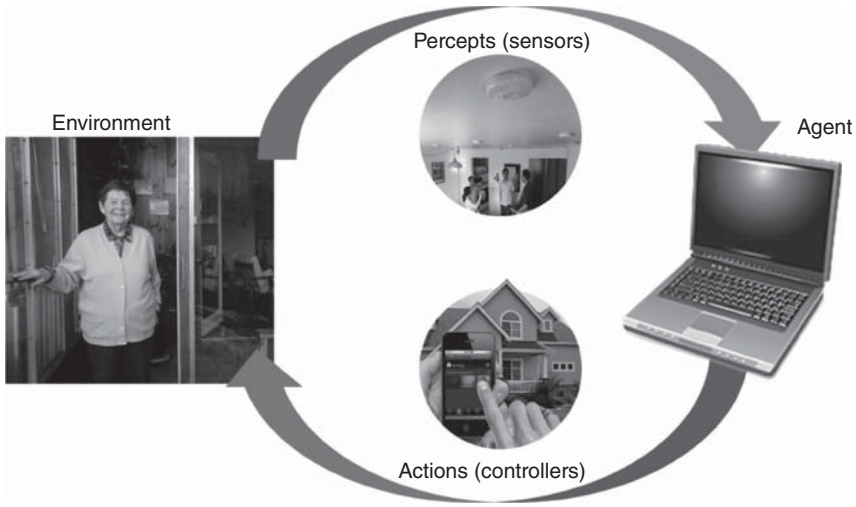 Percepts (sensors)
Environment
Agent
Actions (controllers)